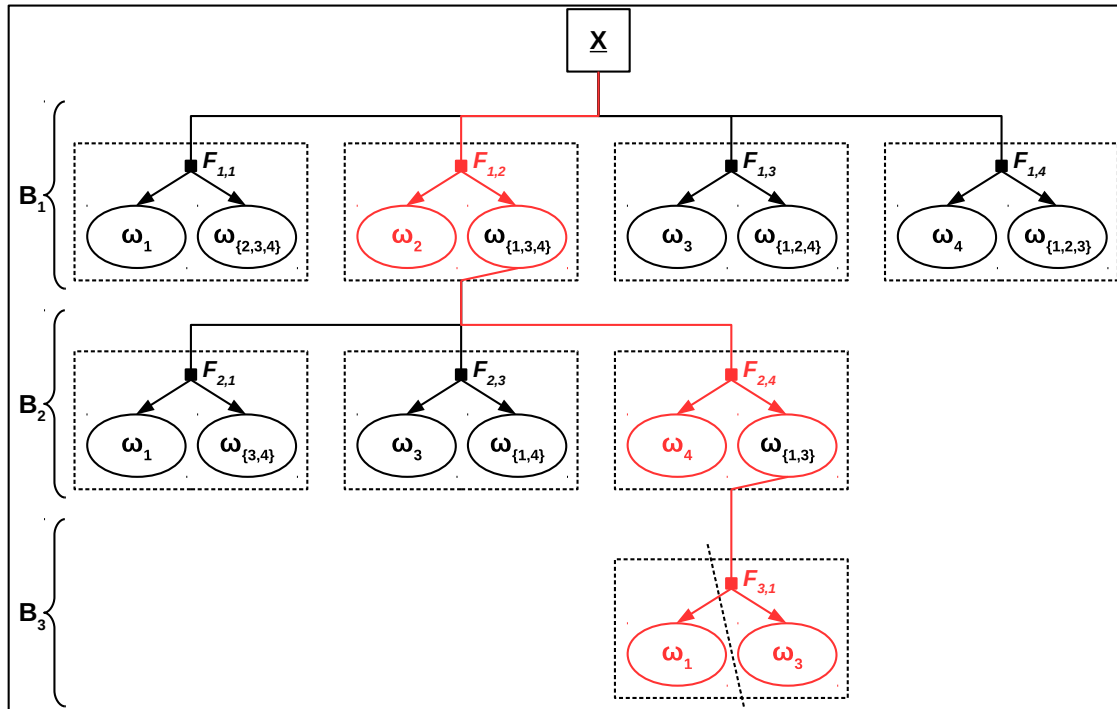 X
B1
F1,1 F1,2 F1,3 F1,4
ω1 ω{2,3,4} ω2 ω{1,3,4} ω3 ω{1,2,4} ω4 ω{1,2,3}
B2
F2,1 F2,3 F2,4
ω1 ω{3,4} ω3 ω{1,4} ω4 ω{1,3}
B3
F3,1
ω1 ω3